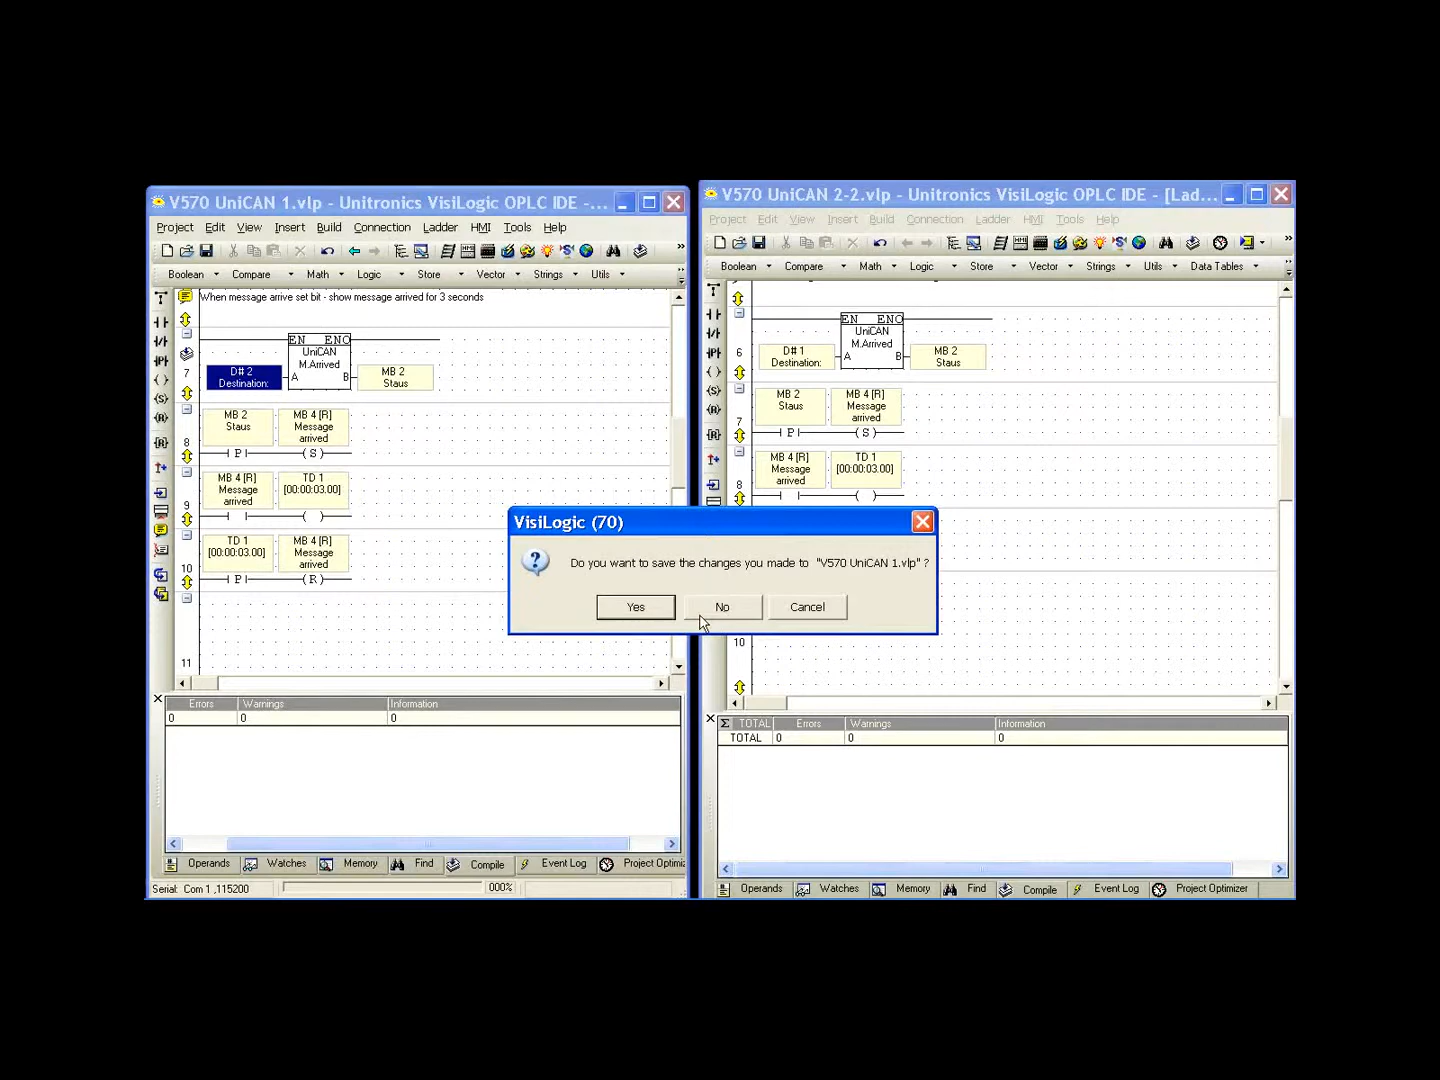 V570 UniCAN 1.vlp - Unitronics VisiLogic OPLC IDE -...
Project Edit View Insert Build Connection Ladder HMI Tools Help
Boolean Compare Math Logic Store Vector Strings Utils
When message arrive set bit - show message arrived for 3 seconds
EN ENO
UniCAN
M.Arrived
D# 2
Destination:
A B
MB 2
Staus
7
MB 2
Staus
MB 4 [R]
Message
arrived
8
P
(S)
MB 4 [R]
Message
arrived
TD 1
[00:00:03.00]
9
TD 1
[00:00:03.00]
MB 4 [R]
Message
arrived
10
P
(R)
11
Errors Warnings Information
0 0 0
Operands Watches Memory Find Compile Event Log Project Optimiz
Serial: Com 1 ,115200 000%
V570 UniCAN 2-2.vlp - Unitronics VisiLogic OPLC IDE - [Lad...
Project Edit View Insert Build Connection Ladder HMI Tools Help
Boolean Compare Math Logic Store Vector Strings Utils Data Tables
EN ENO
UniCAN
M.Arrived
D# 1
Destination:
A B
MB 2
Staus
6
MB 2
Staus
MB 4 [R]
Message
arrived
7
P
(S)
MB 4 [R]
Message
arrived
TD 1
[00:00:03.00]
8
10
Σ TOTAL Errors Warnings Information
TOTAL 0 0 0
Operands Watches Memory Find Compile Event Log Project Optimizer
VisiLogic (70)
Do you want to save the changes you made to "V570 UniCAN 1.vlp" ?
Yes No Cancel